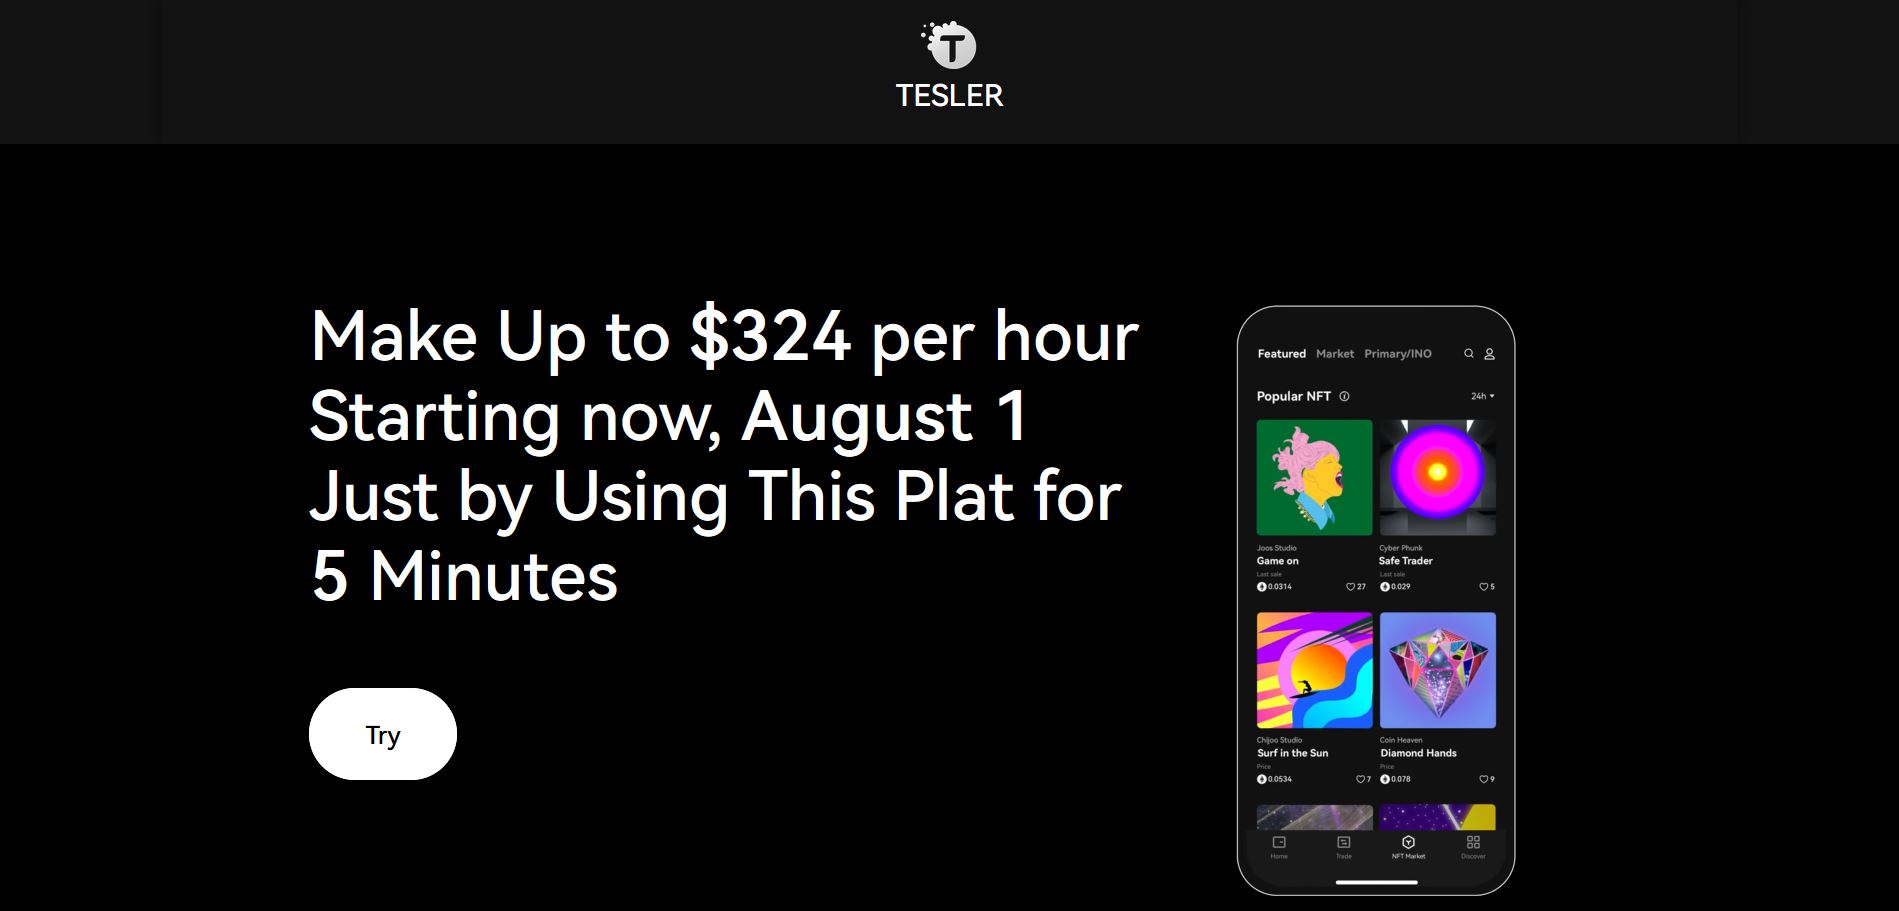 T
TESLER
Make Up to $324 per hour
Starting now, August 1
Just by Using This Plat for
5 Minutes
Try
Featured Market Primary/INO
Popular NFT 24h
Joos Studio
Game on
Last sale
0.0314 27
Cyber Phunk
Safe Trader
Last sale
0.029 5
Chijoo Studio
Surf in the Sun
Price
0.0534 7
Coin Heaven
Diamond Hands
Price
0.078 9
Home Trade NFT Market Discover